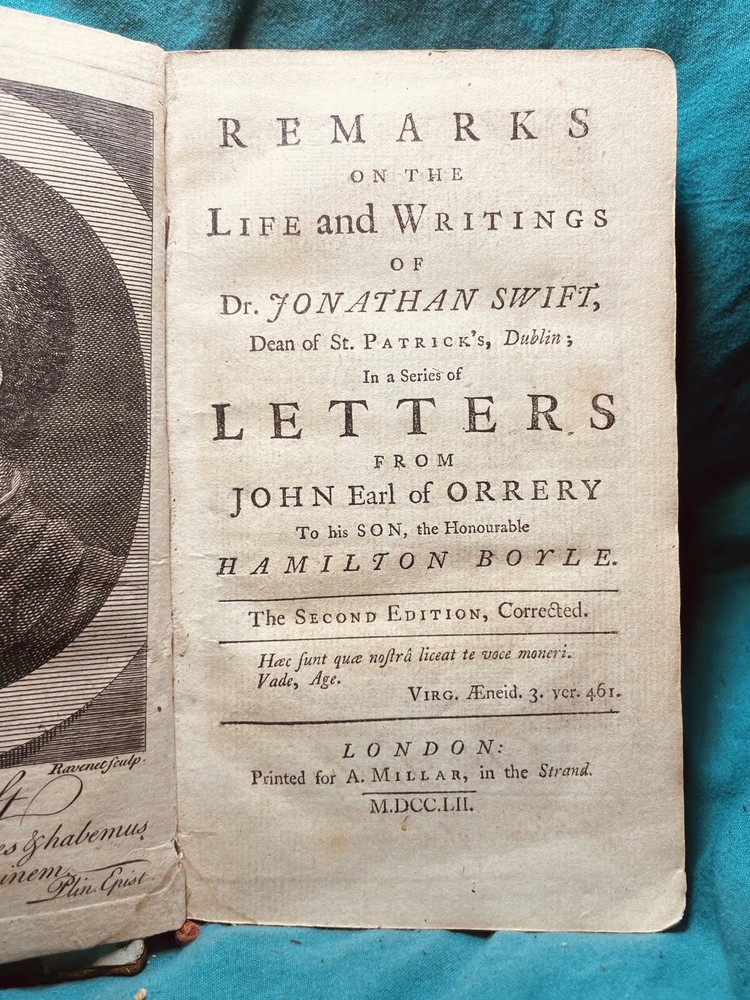 REMARKS
ON THE
LIFE and WRITINGS
OF
Dr. JONATHAN SWIFT,
Dean of St. PATRICK's, Dublin;
In a Series of
LETTERS
FROM
JOHN Earl of ORRERY
To his SON, the Honourable
HAMILTON BOYLE.
The SECOND EDITION, Corrected.
Hæc ſunt quæ noſtrâ liceat te voce moneri.
Vade, Age.
VIRG. Æneid. 3. ver. 461.
LONDON:
Printed for A. MILLAR, in the Strand.
M.DCC.LII.
Ravenet ſculp.
es & habemus
inem
Plin. Epist.